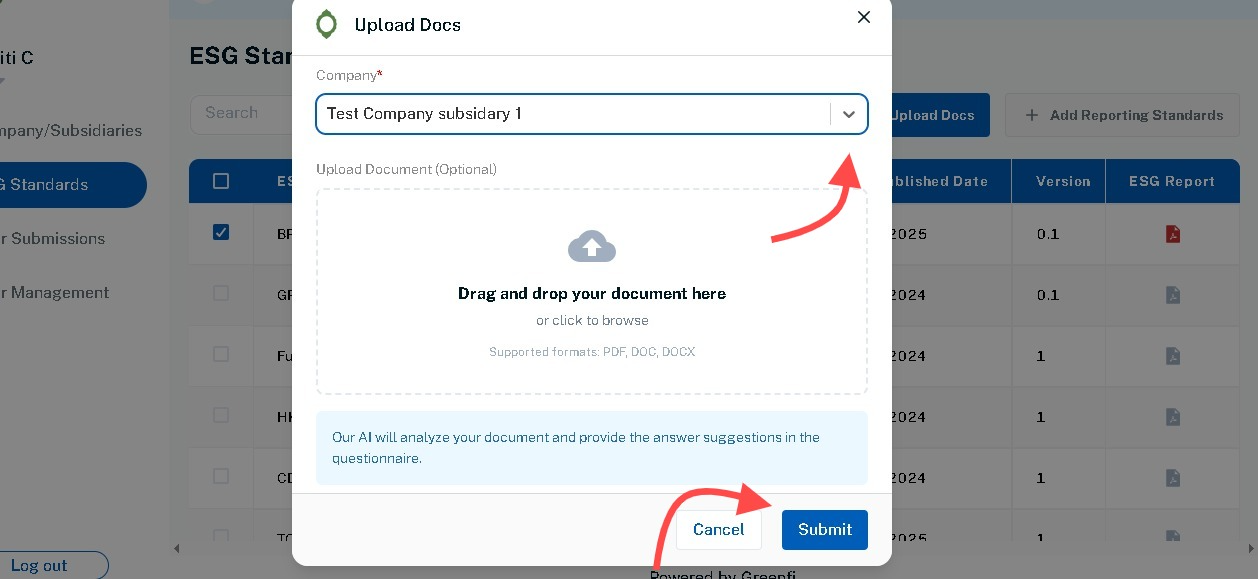 Upload Docs
iti C
ESG Star
Company*
Search
Test Company subsidary 1
Upload Docs
+ Add Reporting Standards
mpany/Subsidiaries
Upload Document (Optional)
G Standards
ES
blished Date
Version
ESG Report
r Submissions
BR
2025
0.1
r Management
GR
2024
0.1
Drag and drop your document here
or click to browse
Supported formats: PDF, DOC, DOCX
Fu
2024
1
HK
2024
1
Our AI will analyze your document and provide the answer suggestions in the
questionnaire.
CD
2024
1
Cancel
Submit
TC
2025
1
Log out
Powered by Greenfi